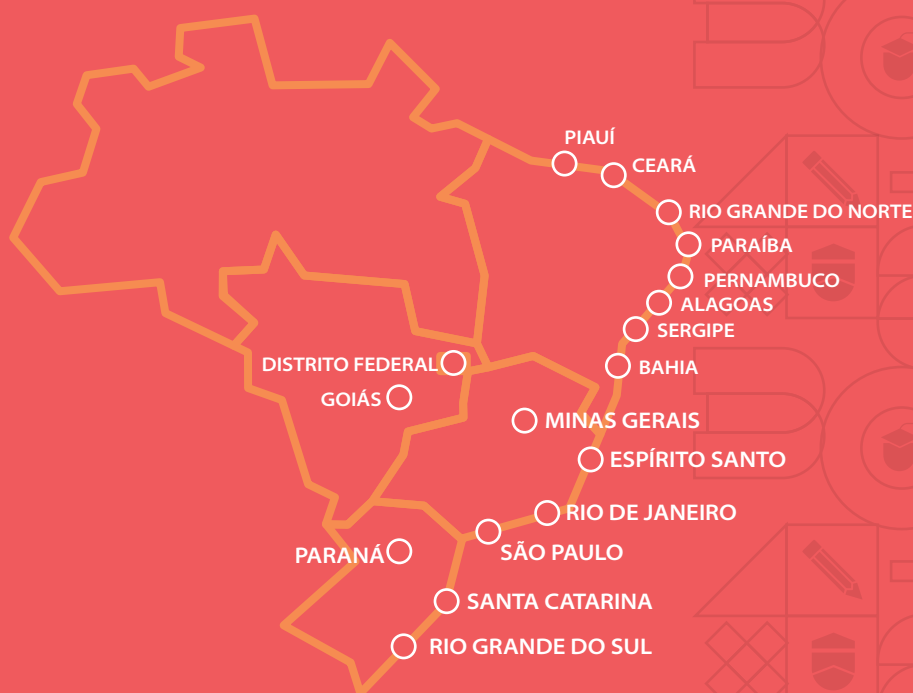 PIAUÍ
CEARÁ
RIO GRANDE DO NORTE
PARAÍBA
PERNAMBUCO
ALAGOAS
SERGIPE
DISTRITO FEDERAL
BAHIA
GOIÁS
MINAS GERAIS
ESPÍRITO SANTO
RIO DE JANEIRO
SÃO PAULO
PARANÁ
SANTA CATARINA
RIO GRANDE DO SUL